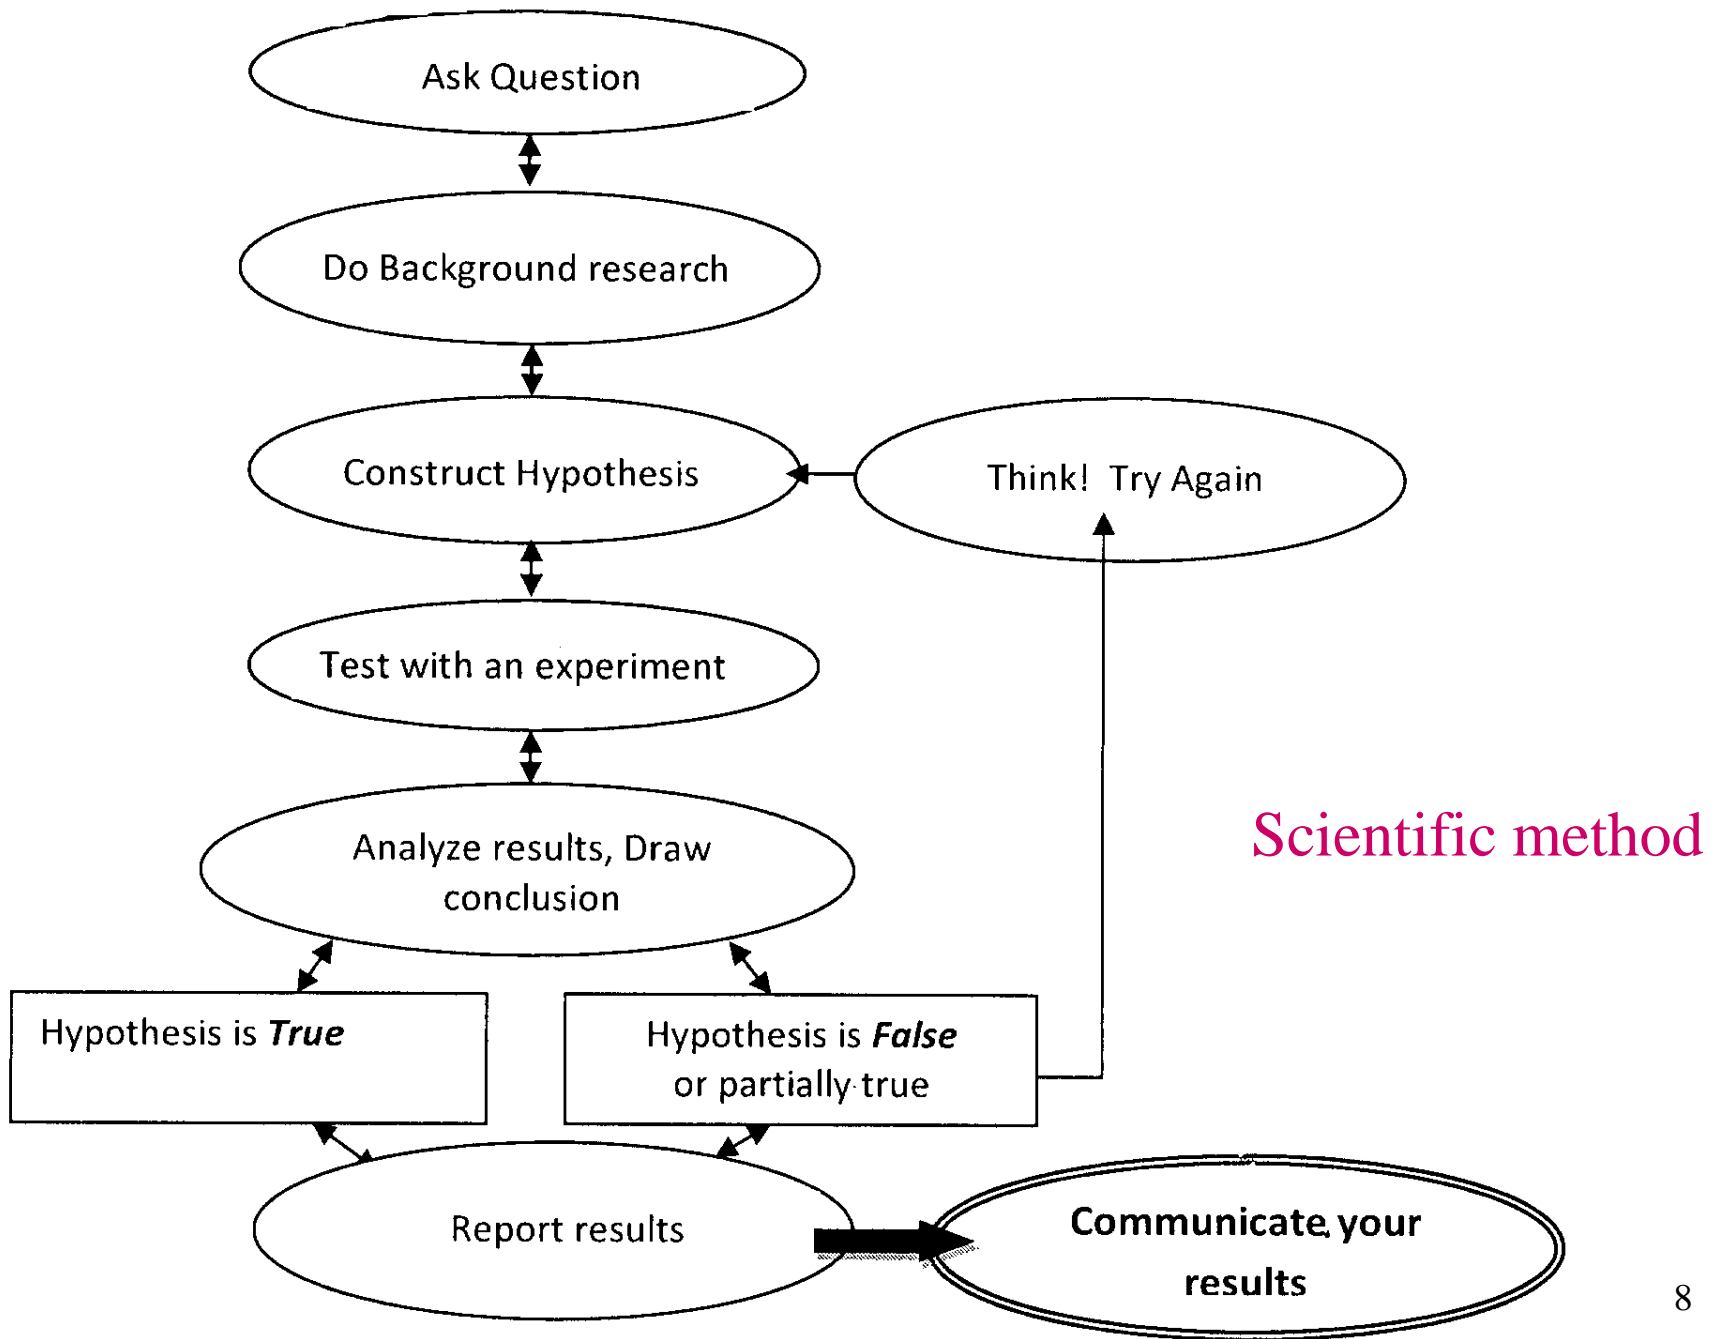 Ask Question
Do Background research
Construct Hypothesis
Think! Try Again
Test with an experiment
Analyze results, Draw
conclusion
Scientific method
Hypothesis is True
Hypothesis is False
or partially true
Report results
Communicate your
results
8